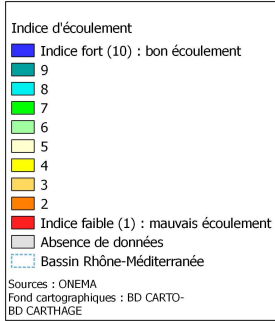 Indice d'écoulement
Indice fort (10) : bon écoulement
9
8
7
6
5
4
3
2
Indice faible (1) : mauvais écoulement
Absence de données
Bassin Rhône-Méditerranée
Sources : ONEMA
Fond cartographiques : BD CARTO-
BD CARTHAGE